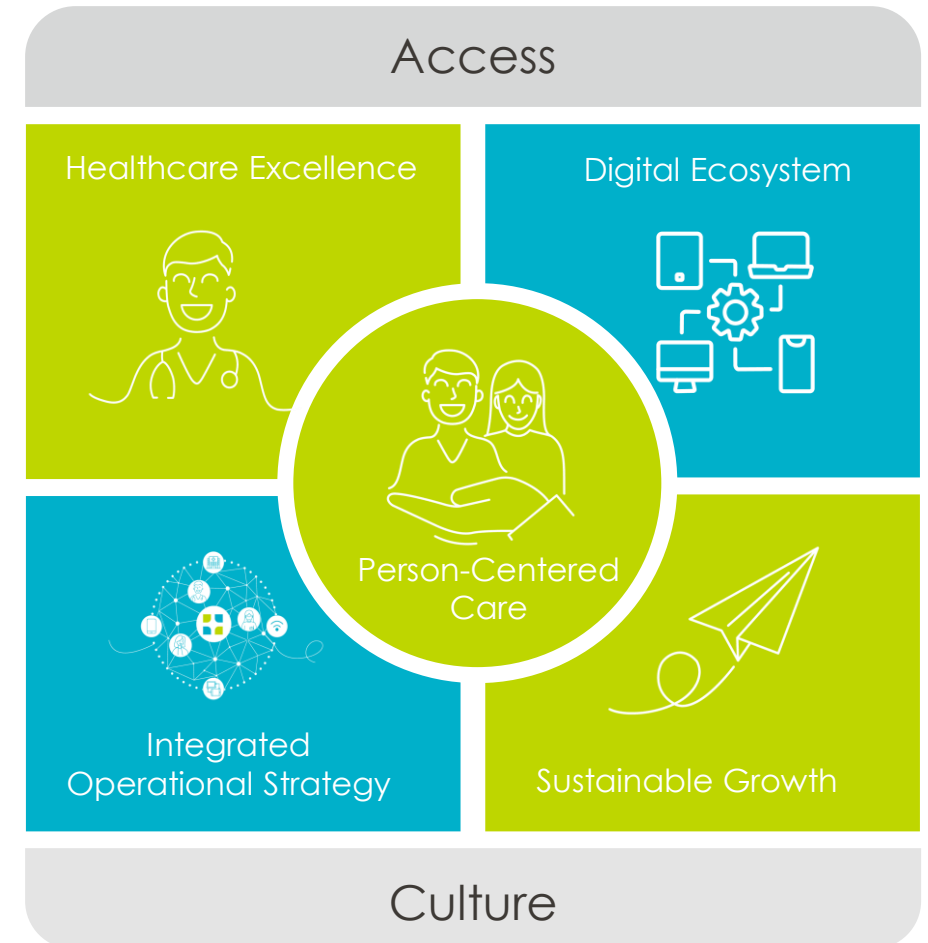 Access
Healthcare Excellence
Digital Ecosystem
Person-Centered
Care
Integrated
Operational Strategy
Sustainable Growth
Culture